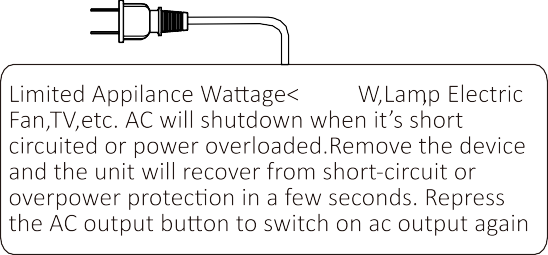 Limited Appilance Wattage< W,Lamp, Electric
Fan,TV,etc. AC will shutdown when it's short
circuited or power overloaded.Remove the device
and the unit will recover from short-circuit or
overpower protection in a few seconds. Repress
the AC output button to switch on ac output again